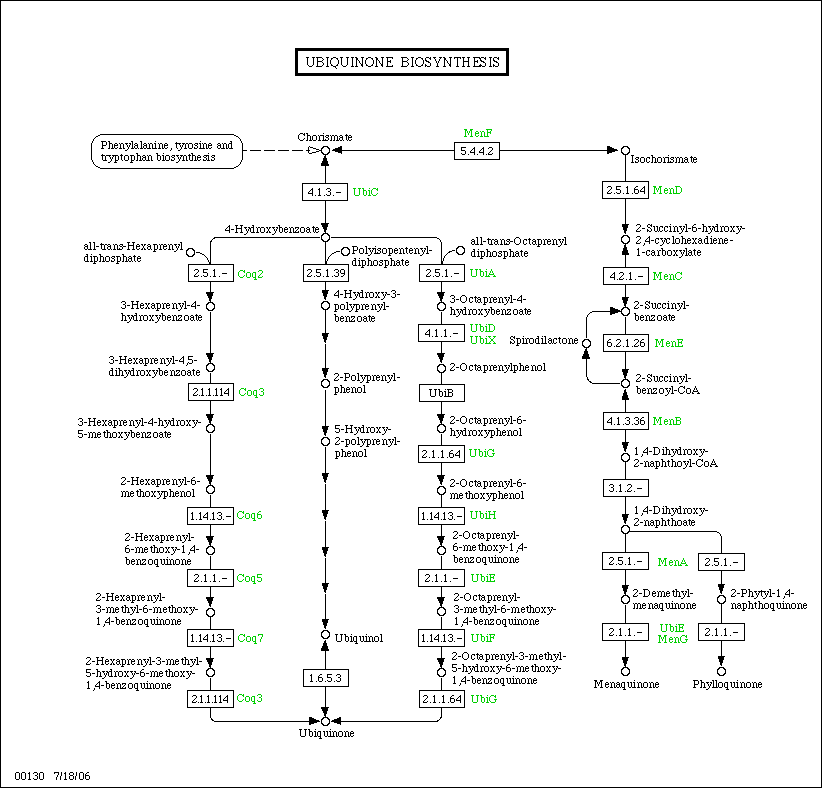 UBIQUINONE BIOSYNTHESIS
Phenylalanine, tyrosine and
tryptophan biosynthesis
Chorismate
MenF
5.4.4.2
Isochorismate
4.1.3.-
UbiC
2.5.1.64
MenD
4-Hydroxybenzoate
2-Succinyl-6-hydroxy-
2,4-cyclohexadiene-
1-carboxylate
all-trans-Hexaprenyl
diphosphate
Polyisopentenyl-
diphosphate
all-trans-Octaprenyl
diphosphate
2.5.1.-
Coq2
2.5.1.39
2.5.1.-
UbiA
4.2.1.-
MenC
3-Hexaprenyl-4-
hydroxybenzoate
4-Hydroxy-3-
polyprenyl-
benzoate
3-Octaprenyl-4-
hydroxybenzoate
2-Succinyl-
benzoate
4.1.1.-
UbiD
UbiX
Spirodilactone
6.2.1.26
MenE
3-Hexaprenyl-4,5-
dihydroxybenzoate
2-Polyprenyl-
phenol
2-Octaprenylphenol
2-Succinyl-
benzoyl-CoA
2.1.1.114
Coq3
UbiB
4.1.3.36
MenB
3-Hexaprenyl-4-hydroxy-
5-methoxybenzoate
5-Hydroxy-
2-polyprenyl-
phenol
2-Octaprenyl-6-
hydroxyphenol
2.1.1.64
UbiG
1,4-Dihydroxy-
2-naphthoyl-CoA
3.1.2.-
2-Hexaprenyl-6-
methoxyphenol
2-Octaprenyl-6-
methoxyphenol
1,4-Dihydroxy-
2-naphthoate
1.14.13.-
Coq6
1.14.13.-
UbiH
2-Hexaprenyl-
6-methoxy-1,4-
benzoquinone
2-Octaprenyl-
6-methoxy-1,4-
benzoquinone
2.5.1.-
MenA
2.5.1.-
2.1.1.-
Coq5
2.1.1.-
UbiE
2-Hexaprenyl-
3-methyl-6-methoxy-
1,4-benzoquinone
2-Octaprenyl-
3-methyl-6-methoxy-
1,4-benzoquinone
2-Demethyl-
menaquinone
2-Phytyl-1,4-
naphthoquinone
1.14.13.-
Coq7
Ubiquinol
1.14.13.-
UbiF
2.1.1.-
UbiE
MenG
2.1.1.-
2-Hexaprenyl-3-methyl-
5-hydroxy-6-methoxy-
1,4-benzoquinone
1.6.5.3
2-Octaprenyl-3-methyl-
5-hydroxy-6-methoxy-
1,4-benzoquinone
Menaquinone
Phylloquinone
2.1.1.114
Coq3
2.1.1.64
UbiG
Ubiquinone
00130 7/18/06